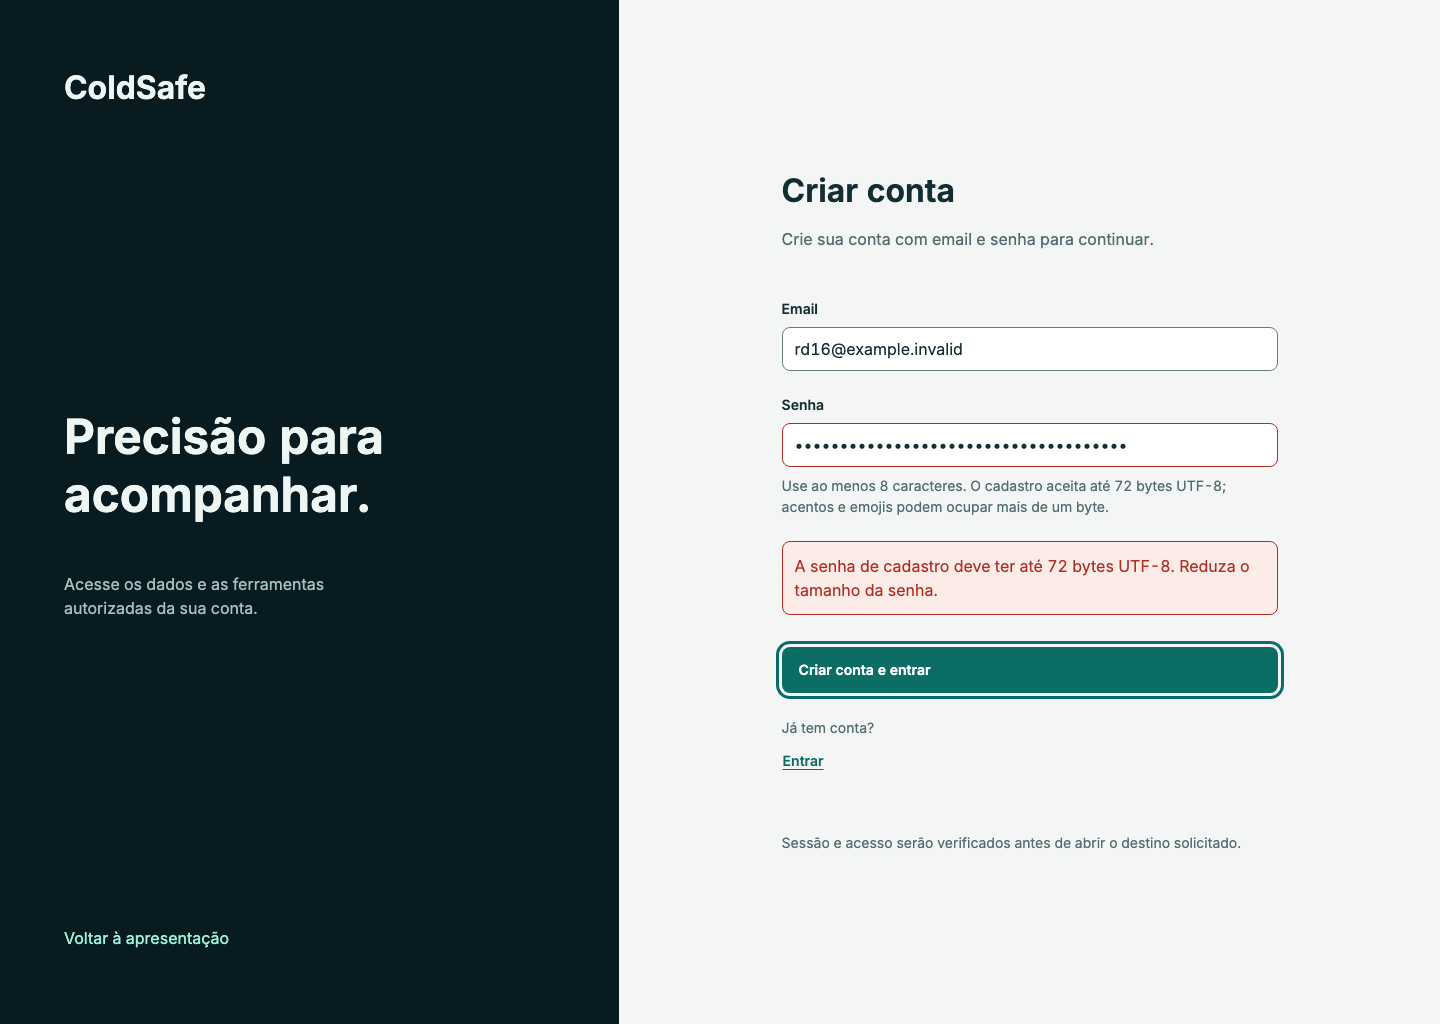 ColdSafe
Precisão para
acompanhar.
Acesse os dados e as ferramentas
autorizadas da sua conta.
Voltar à apresentação
Criar conta
Crie sua conta com email e senha para continuar.
Email
rd16@example.invalid
Senha
•••••••••••••••••••••••••••••••••••••
Use ao menos 8 caracteres. O cadastro aceita até 72 bytes UTF-8;
acentos e emojis podem ocupar mais de um byte.
A senha de cadastro deve ter até 72 bytes UTF-8. Reduza o
tamanho da senha.
Criar conta e entrar
Já tem conta?
Entrar
Sessão e acesso serão verificados antes de abrir o destino solicitado.